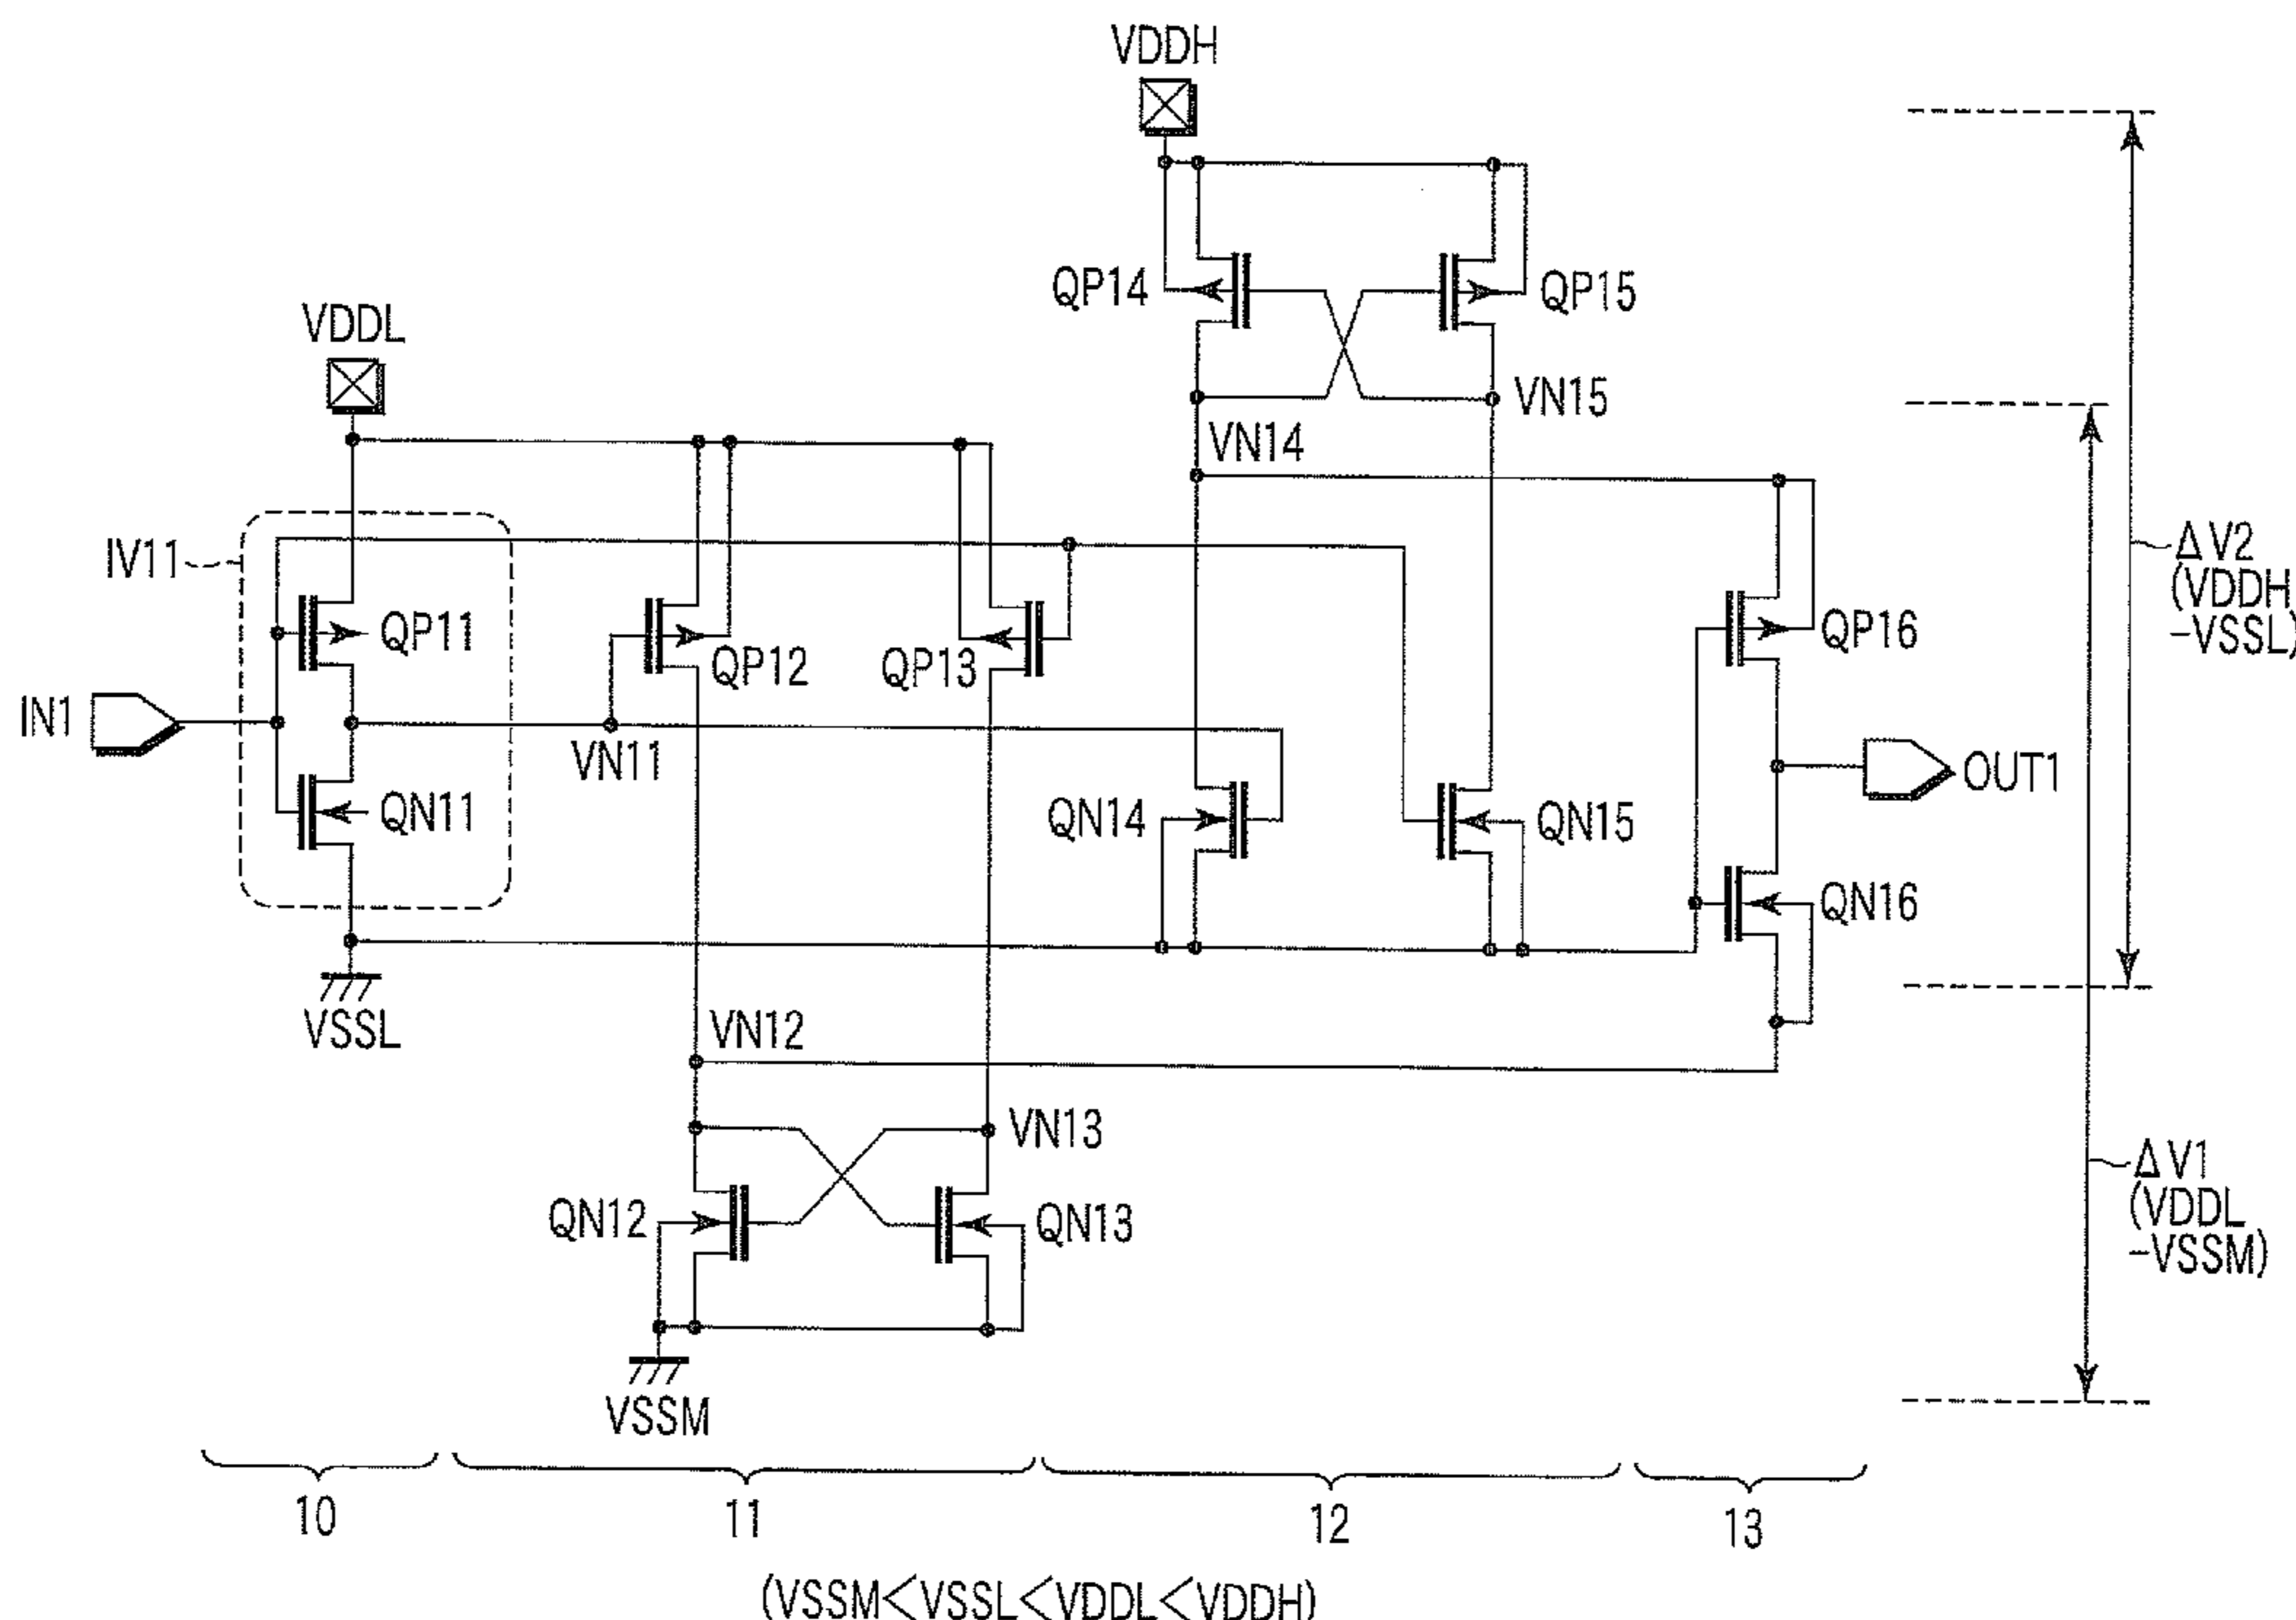 VDDH
QP14
QP15
VDDL
VN15
VN14
IV11
ΔV2
(VDDH
-VSSL)
QP11
QP12
QP13
QP16
IN1
VN11
OUT1
QN11
QN14
QN15
QN16
VSSL
VN12
VN13
ΔV1
(VDDL
-VSSM)
QN12
QN13
VSSM
10
11
12
13
(VSSM<VSSL<VDDL<VDDH)